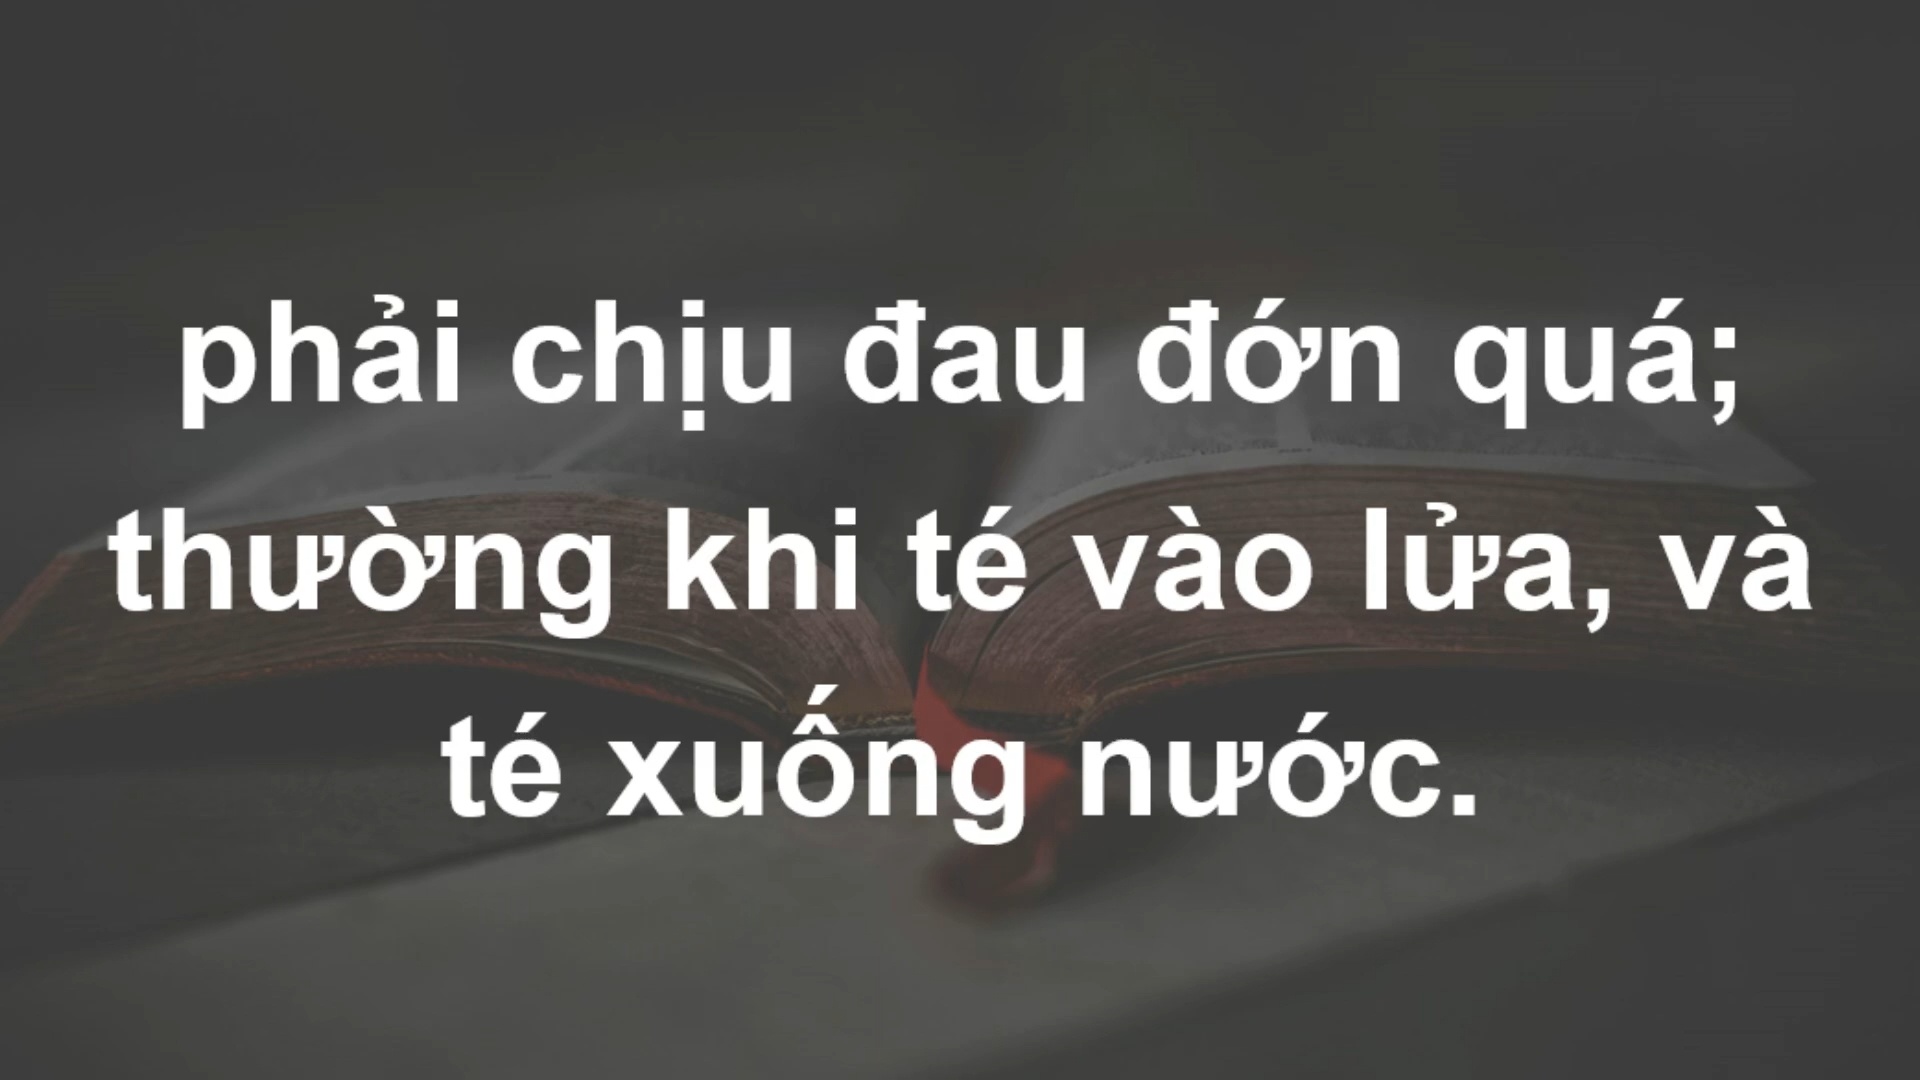 phải chịu đau đớn quá;
thường khi té vào lửa, và
té xuống nước.